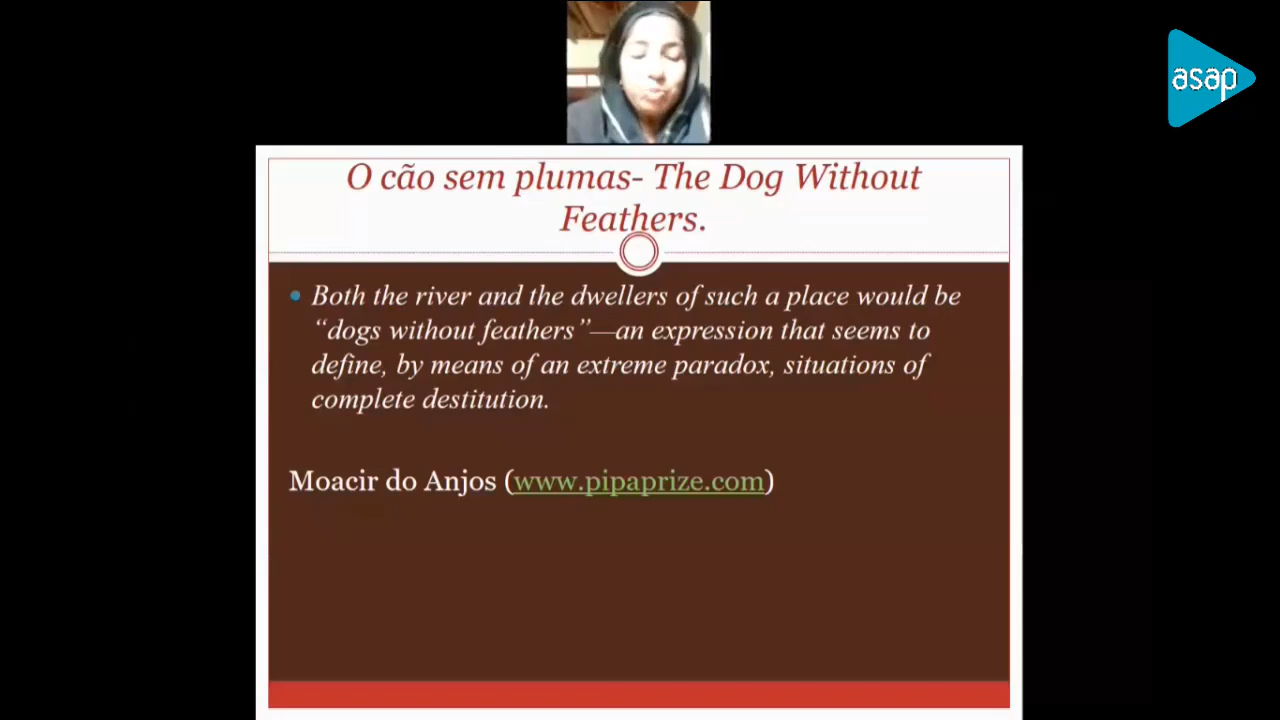 asap
O cão sem plumas- The Dog Without
Feathers.
Both the river and the dwellers of such a place would be
“dogs without feathers”—an expression that seems to
define, by means of an extreme paradox, situations of
complete destitution.
Moacir do Anjos (www.pipaprize.com)